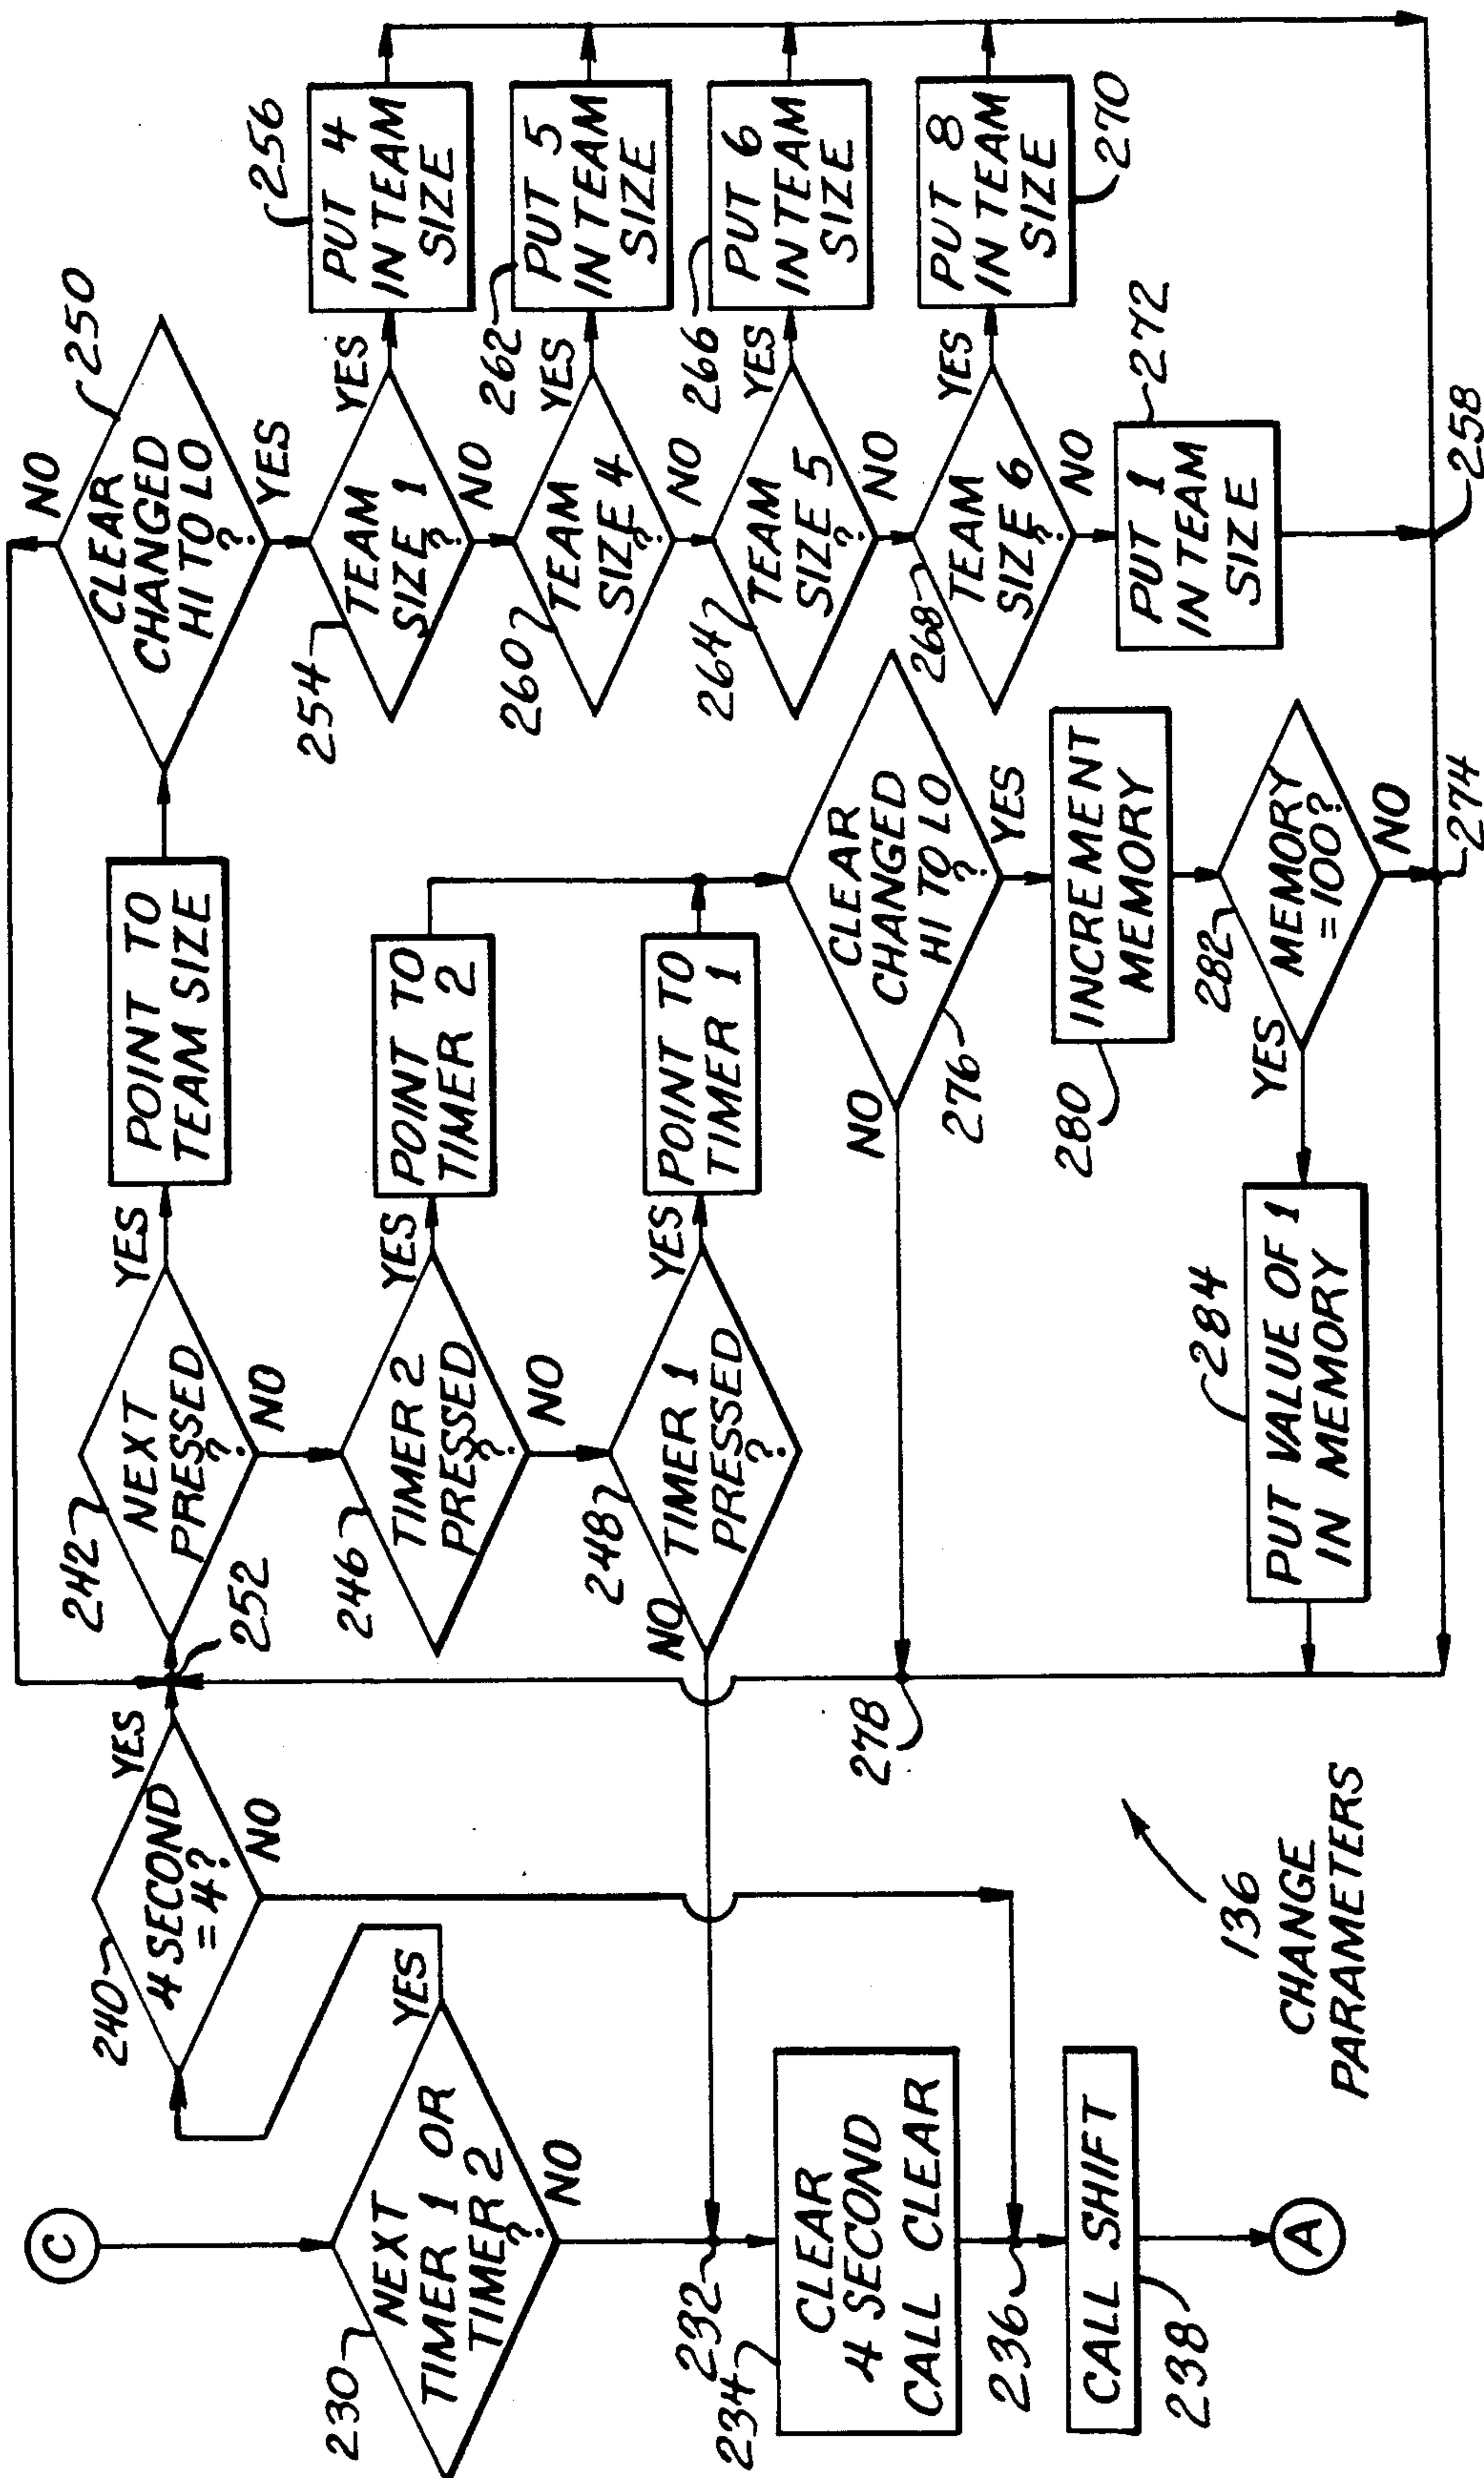 C
230
NEXT
TIMER 1 OR
TIMER 2
?
YES
NO
232
234
CLEAR
4 SECOND
CALL CLEAR
236
CALL SHIFT
238
A
240
4 SECOND
= 4?
YES
NO
252
242
NEXT
PRESSED
?
YES
NO
POINT TO
TEAM SIZE
246
TIMER 2
PRESSED
?
YES
NO
POINT TO
TIMER 2
248
TIMER 1
PRESSED
?
NO
YES
POINT TO
TIMER 1
250
CLEAR
CHANGED
HI TO LO
?
NO
YES
254
TEAM
SIZE 1
?
YES
NO
256
PUT 4
IN TEAM
SIZE
260
TEAM
SIZE 4
?
YES
NO
262
PUT 5
IN TEAM
SIZE
264
TEAM
SIZE 5
?
YES
NO
266
PUT 6
IN TEAM
SIZE
268
TEAM
SIZE 6
?
YES
NO
PUT 8
IN TEAM
SIZE
270
272
PUT 1
IN TEAM
SIZE
258
CLEAR
CHANGED
HI TO LO
?
NO
YES
276
278
280
INCREMENT
MEMORY
282
MEMORY
= 100?
YES
NO
274
284
PUT VALUE OF 1
IN MEMORY
136
CHANGE
PARAMETERS